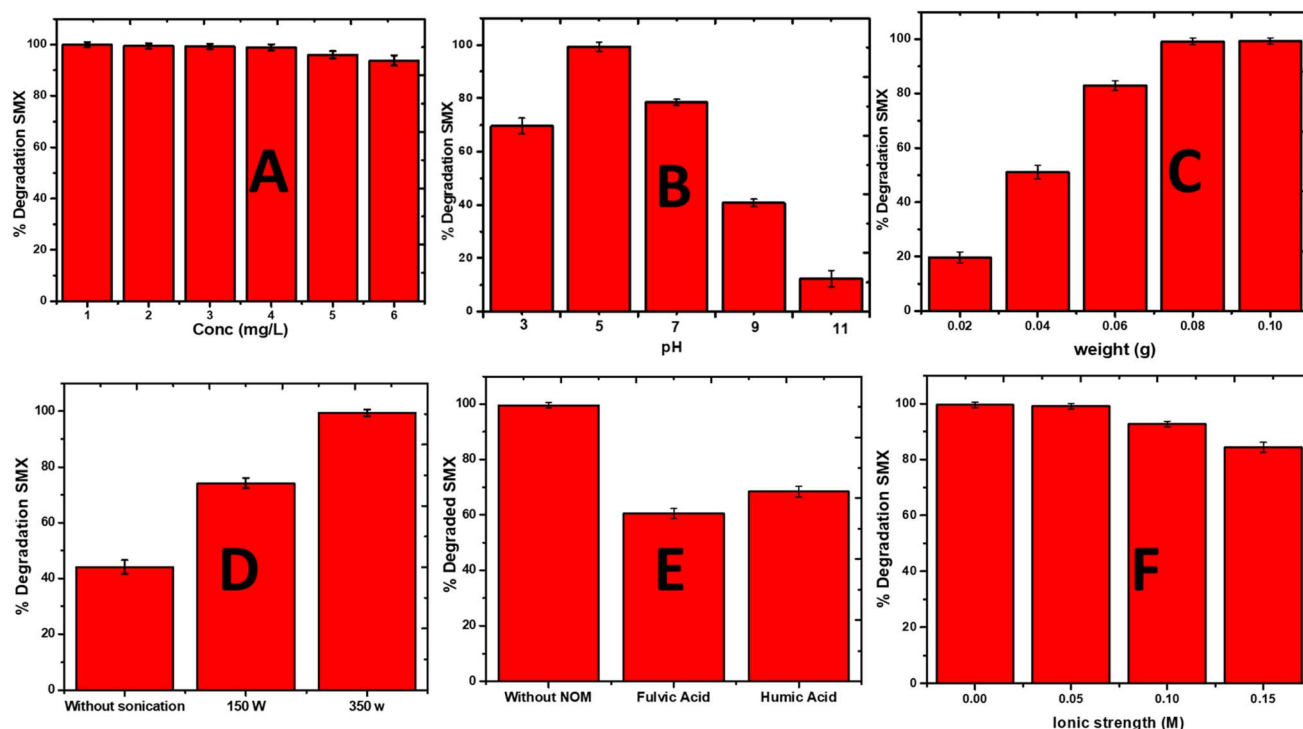 % Degradation SMX
100
80
60
40
20
0
A
1 2 3 4 5 6
Conc (mg/L)
% Degradation SMX
100
80
60
40
20
0
B
3 5 7 9 11
pH
% Degradation SMX
100
80
60
40
20
0
C
0.02 0.04 0.06 0.08 0.10
weight (g)
% Degradation SMX
100
80
60
40
20
0
D
Without sonication 150 W 350 w
% Degraded SMX
100
80
60
40
20
0
E
Without NOM Fulvic Acid Humic Acid
% Degradation SMX
100
80
60
40
20
0
F
0.00 0.05 0.10 0.15
Ionic strength (M)